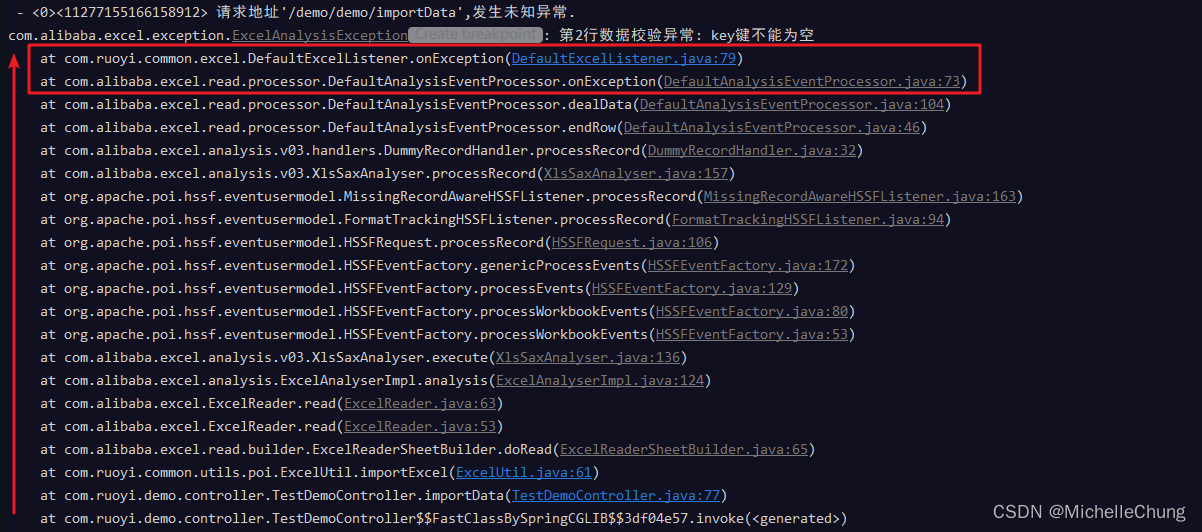 - <0><11277155166158912> 请求地址'/demo/demo/importData',发生未知异常.
com.alibaba.excel.exception.ExcelAnalysisException Create breakpoint : 第2行数据校验异常: key键不能为空
at com.ruoyi.common.excel.DefaultExcelListener.onException(DefaultExcelListener.java:79)
at com.alibaba.excel.read.processor.DefaultAnalysisEventProcessor.onException(DefaultAnalysisEventProcessor.java:73)
at com.alibaba.excel.read.processor.DefaultAnalysisEventProcessor.dealData(DefaultAnalysisEventProcessor.java:104)
at com.alibaba.excel.read.processor.DefaultAnalysisEventProcessor.endRow(DefaultAnalysisEventProcessor.java:46)
at com.alibaba.excel.analysis.v03.handlers.DummyRecordHandler.processRecord(DummyRecordHandler.java:32)
at com.alibaba.excel.analysis.v03.XlsSaxAnalyser.processRecord(XlsSaxAnalyser.java:157)
at org.apache.poi.hssf.eventusermodel.MissingRecordAwareHSSFListener.processRecord(MissingRecordAwareHSSFListener.java:163)
at org.apache.poi.hssf.eventusermodel.FormatTrackingHSSFListener.processRecord(FormatTrackingHSSFListener.java:94)
at org.apache.poi.hssf.eventusermodel.HSSFRequest.processRecord(HSSFRequest.java:106)
at org.apache.poi.hssf.eventusermodel.HSSFEventFactory.genericProcessEvents(HSSFEventFactory.java:172)
at org.apache.poi.hssf.eventusermodel.HSSFEventFactory.processEvents(HSSFEventFactory.java:129)
at org.apache.poi.hssf.eventusermodel.HSSFEventFactory.processWorkbookEvents(HSSFEventFactory.java:80)
at org.apache.poi.hssf.eventusermodel.HSSFEventFactory.processWorkbookEvents(HSSFEventFactory.java:53)
at com.alibaba.excel.analysis.v03.XlsSaxAnalyser.execute(XlsSaxAnalyser.java:136)
at com.alibaba.excel.analysis.ExcelAnalyserImpl.analysis(ExcelAnalyserImpl.java:124)
at com.alibaba.excel.ExcelReader.read(ExcelReader.java:63)
at com.alibaba.excel.ExcelReader.read(ExcelReader.java:53)
at com.alibaba.excel.read.builder.ExcelReaderSheetBuilder.doRead(ExcelReaderSheetBuilder.java:65)
at com.ruoyi.common.utils.poi.ExcelUtil.importExcel(ExcelUtil.java:61)
at com.ruoyi.demo.controller.TestDemoController.importData(TestDemoController.java:77)
at com.ruoyi.demo.controller.TestDemoController$$FastClassBySpringCGLIB$$3df04e57.invoke(<generated>)
CSDN @MichelleChung